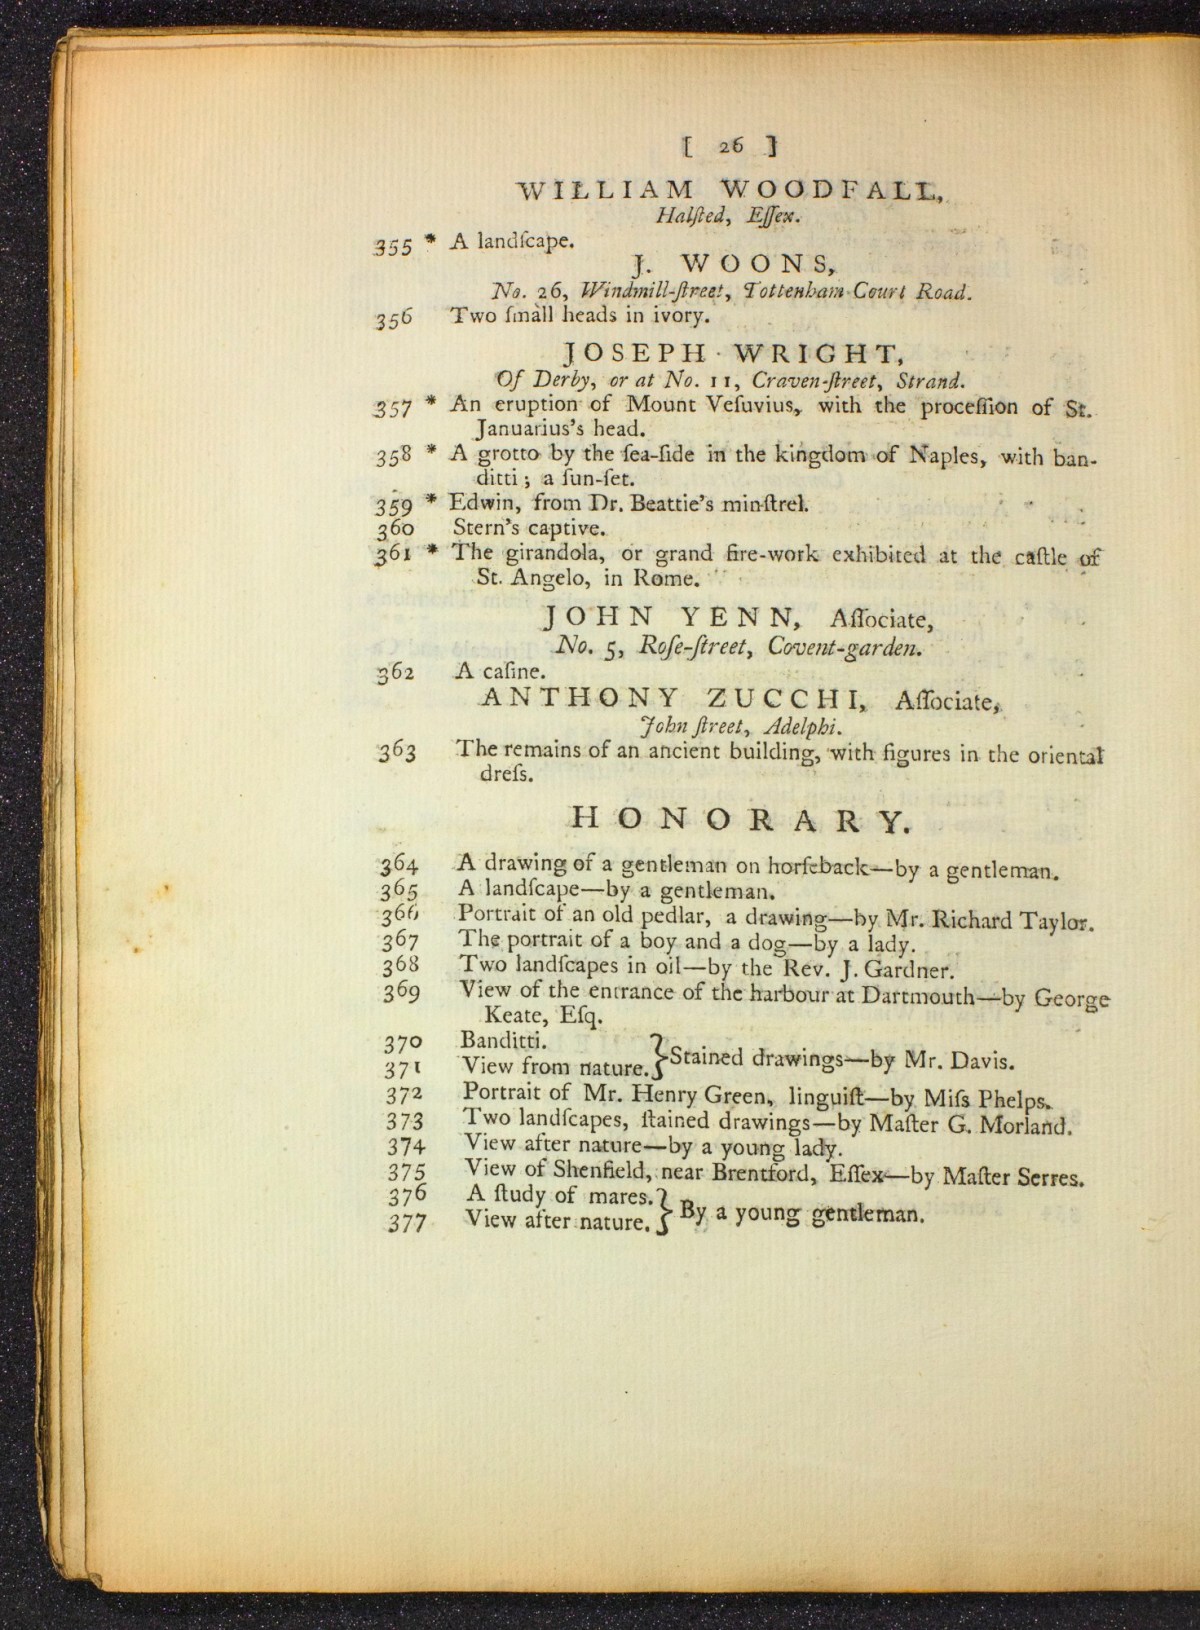 [ 26 ]
WILLIAM WOODFALL,
Halſted, Eſſex.
355 * A landſcape.
J. WOONS,
No. 26, Windmill-ſtreet, Tottenham-Court Road.
356 Two ſmall heads in ivory.
JOSEPH WRIGHT,
Of Derby, or at No. 11, Craven-ſtreet, Strand.
357 * An eruption of Mount Veſuvius, with the proceſſion of St.
Januarius's head.
358 * A grotto by the ſea-ſide in the kingdom of Naples, with ban-
ditti; a ſun-ſet.
359 * Edwin, from Dr. Beattie's minſtrel.
360 Stern's captive.
361 * The girandola, or grand fire-work exhibited at the caſtle of
St. Angelo, in Rome.
JOHN YENN, Aſſociate,
No. 5, Roſe-ſtreet, Covent-garden.
362 A caſine.
ANTHONY ZUCCHI, Aſſociate,
John ſtreet, Adelphi.
363 The remains of an ancient building, with figures in the oriental
dreſs.
HONORARY.
364 A drawing of a gentleman on horſeback—by a gentleman.
365 A landſcape—by a gentleman.
366 Portrait of an old pedlar, a drawing—by Mr. Richard Taylor.
367 The portrait of a boy and a dog—by a lady.
368 Two landſcapes in oil—by the Rev. J. Gardner.
369 View of the entrance of the harbour at Dartmouth—by George
Keate, Eſq.
370 Banditti.
371 View from nature. } Stained drawings—by Mr. Davis.
372 Portrait of Mr. Henry Green, linguiſt—by Miſs Phelps.
373 Two landſcapes, ſtained drawings—by Maſter G. Morland.
374 View after nature—by a young lady.
375 View of Shenfield, near Brentford, Eſſex—by Maſter Serres.
376 A ſtudy of mares.
377 View after nature. } By a young gentleman.